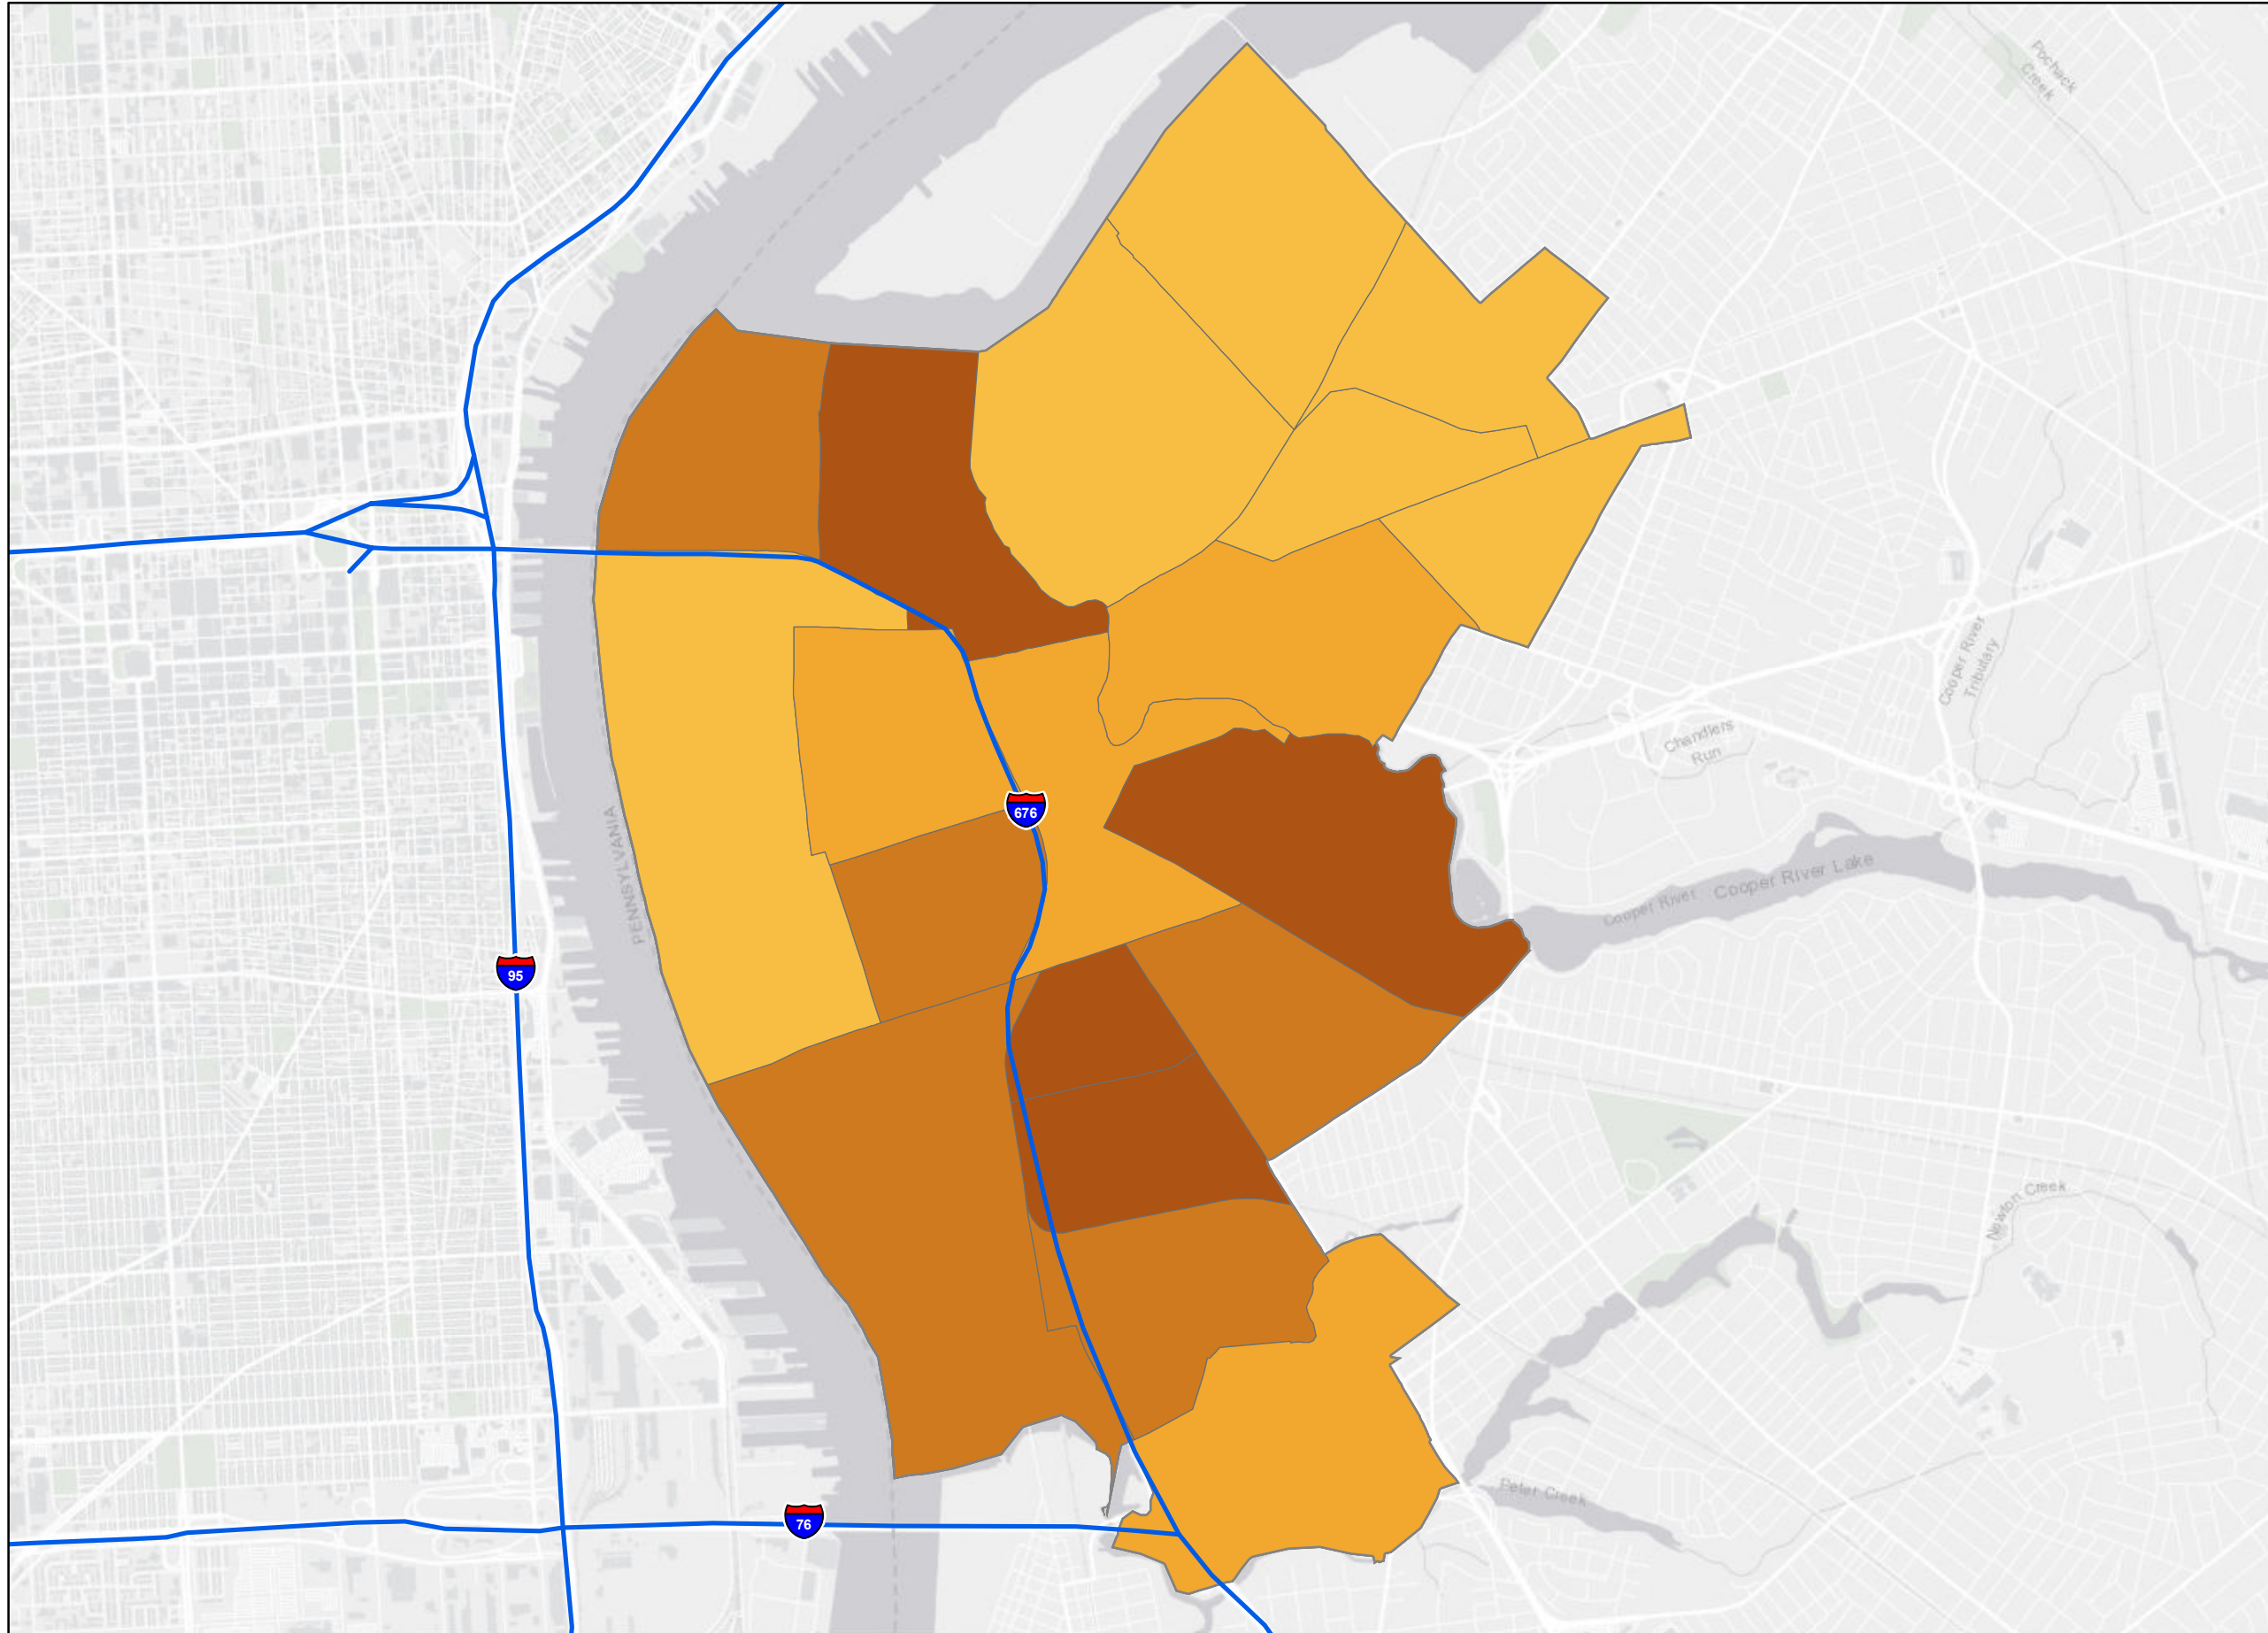 Pochack
Creek
Cooper River
Tributary
Chandlers
Run
676
PENNSYLVANIA
Cooper River
Cooper River Lake
95
Newton Creek
Peter Creek
76